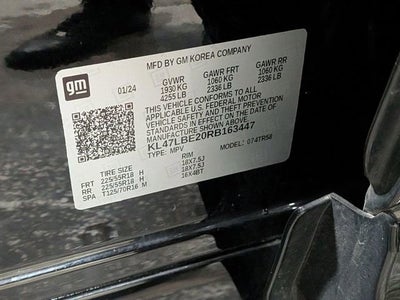 gm
MFD BY GM KOREA COMPANY
01/24
GVWR GAWR FRT GAWR RR
1930 KG 1060 KG 1060 KG
4255 LB 2336 LB 2336 LB
THIS VEHICLE CONFORMS TO ALL
APPLICABLE U.S. FEDERAL MOTOR
VEHICLE SAFETY AND THEFT PREVENTION
STANDARDS IN EFFECT ON THE DATE OF
MANUFACTURE SHOWN ABOVE.
KL47LBE20RB163447
TYPE: MPV MODEL: 074TR58
TIRE SIZE RIM
FRT 225/55R18 H 18X7.5J
RR 225/55R18 H 18X7.5J
SPA T125/70R16 M 16X4BT